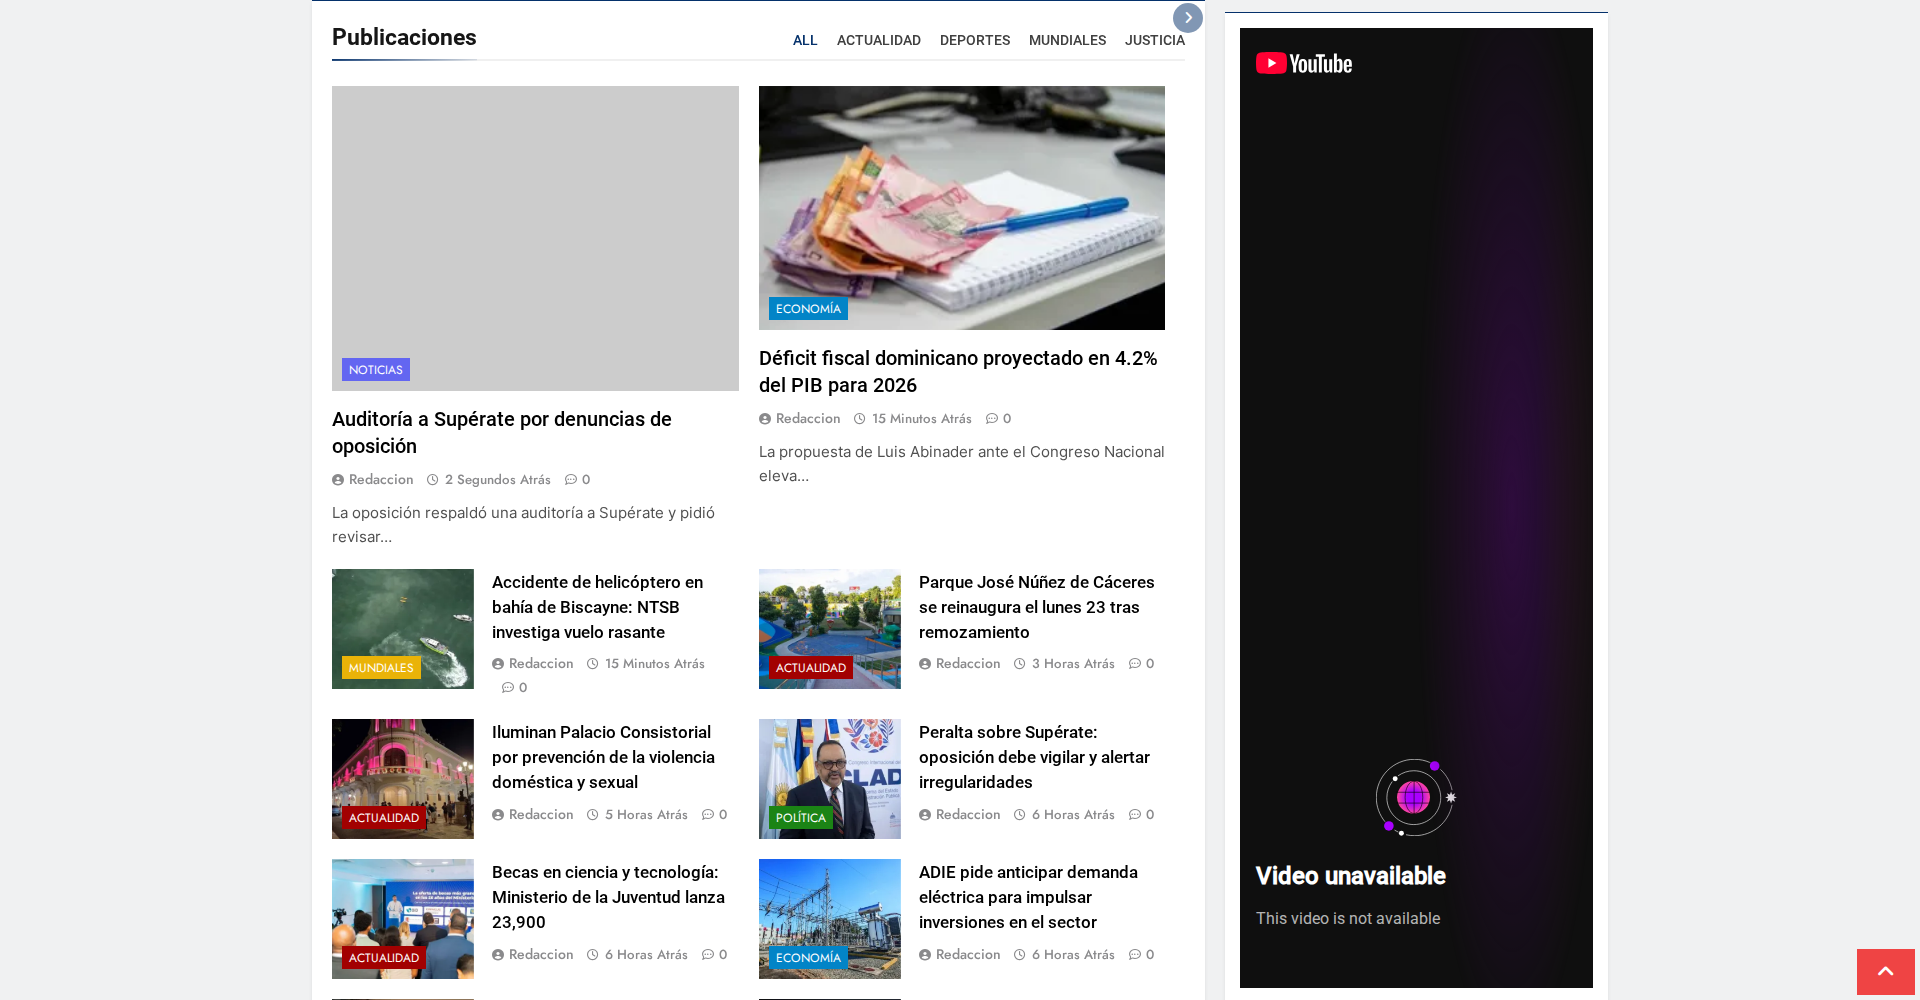 Publicaciones
ALL
ACTUALIDAD
DEPORTES
MUNDIALES
JUSTICIA
NOTICIAS
Auditoría a Supérate por denuncias de
oposición
Redaccion 2 Segundos Atrás 0
La oposición respaldó una auditoría a Supérate y pidió
revisar...
ECONOMÍA
Déficit fiscal dominicano proyectado en 4.2%
del PIB para 2026
Redaccion 15 Minutos Atrás 0
La propuesta de Luis Abinader ante el Congreso Nacional
eleva...
MUNDIALES
Accidente de helicóptero en
bahía de Biscayne: NTSB
investiga vuelo rasante
Redaccion 15 Minutos Atrás
0
ACTUALIDAD
Parque José Núñez de Cáceres
se reinaugura el lunes 23 tras
remozamiento
Redaccion 3 Horas Atrás 0
ACTUALIDAD
Iluminan Palacio Consistorial
por prevención de la violencia
doméstica y sexual
Redaccion 5 Horas Atrás 0
CLAD
POLÍTICA
Peralta sobre Supérate:
oposición debe vigilar y alertar
irregularidades
Redaccion 6 Horas Atrás 0
ACTUALIDAD
Becas en ciencia y tecnología:
Ministerio de la Juventud lanza
23,900
Redaccion 6 Horas Atrás 0
ECONOMÍA
ADIE pide anticipar demanda
eléctrica para impulsar
inversiones en el sector
Redaccion 6 Horas Atrás 0
YouTube
Video unavailable
This video is not available